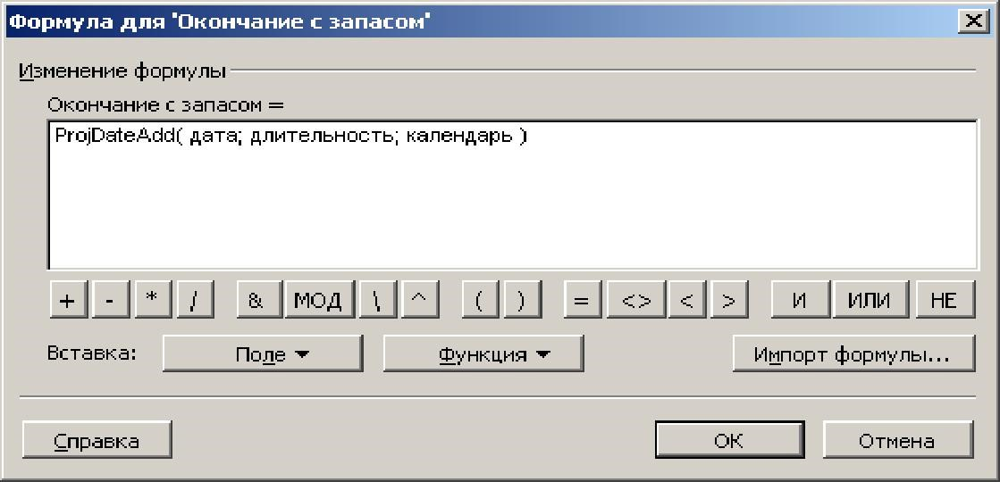 Формула для 'Окончание с запасом'
Изменение формулы
Окончание с запасом =
ProjDateAdd( дата; длительность; календарь )
+ - * / & МОД \ ^ ( ) = <> < > И ИЛИ НЕ
Вставка: Поле Функция Импорт формулы...
Справка ОК Отмена